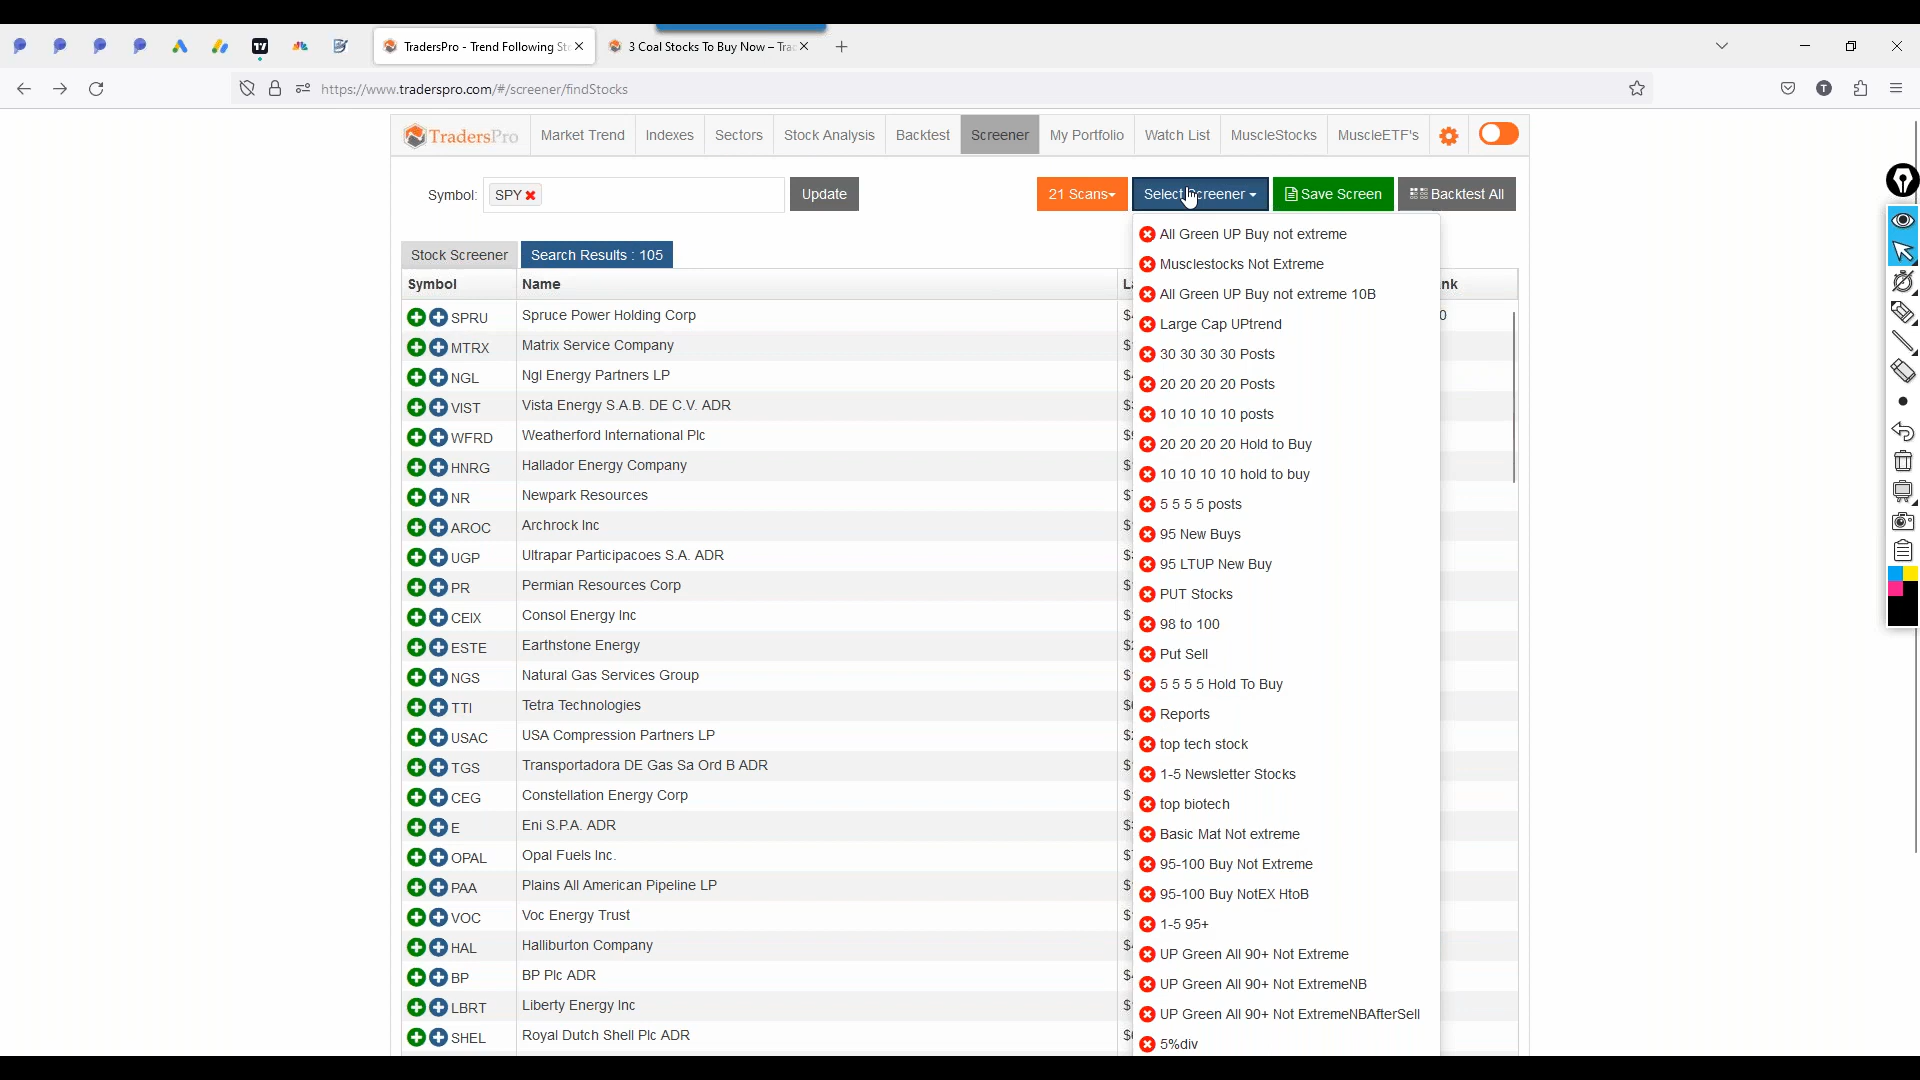 TradersPro - Trend Following St
3 Coal Stocks To Buy Now – Trad
https://www.traderspro.com/#/screener/findStocks
T
TradersPro
Market Trend
Indexes
Sectors
Stock Analysis
Backtest
Screener
My Portfolio
Watch List
MuscleStocks
MuscleETF's
Symbol:
SPY
Update
21 Scans
Select Screener
Save Screen
Backtest All
Stock Screener
Search Results : 105
Symbol Name
SPRU Spruce Power Holding Corp
MTRX Matrix Service Company
NGL Ngl Energy Partners LP
VIST Vista Energy S.A.B. DE C.V. ADR
WFRD Weatherford International Plc
HNRG Hallador Energy Company
NR Newpark Resources
AROC Archrock Inc
UGP Ultrapar Participacoes S.A. ADR
PR Permian Resources Corp
CEIX Consol Energy Inc
ESTE Earthstone Energy
NGS Natural Gas Services Group
TTI Tetra Technologies
USAC USA Compression Partners LP
TGS Transportadora DE Gas Sa Ord B ADR
CEG Constellation Energy Corp
E Eni S.P.A. ADR
OPAL Opal Fuels Inc.
PAA Plains All American Pipeline LP
VOC Voc Energy Trust
HAL Halliburton Company
BP BP Plc ADR
LBRT Liberty Energy Inc
SHEL Royal Dutch Shell Plc ADR
All Green UP Buy not extreme
Musclestocks Not Extreme
All Green UP Buy not extreme 10B
Large Cap UPtrend
30 30 30 30 Posts
20 20 20 20 Posts
10 10 10 10 posts
20 20 20 20 Hold to Buy
10 10 10 10 hold to buy
5 5 5 5 posts
95 New Buys
95 LTUP New Buy
PUT Stocks
98 to 100
Put Sell
5 5 5 5 Hold To Buy
Reports
top tech stock
1-5 Newsletter Stocks
top biotech
Basic Mat Not extreme
95-100 Buy Not Extreme
95-100 Buy NotEX HtoB
1-5 95+
UP Green All 90+ Not Extreme
UP Green All 90+ Not ExtremeNB
UP Green All 90+ Not ExtremeNBAfterSell
5%div